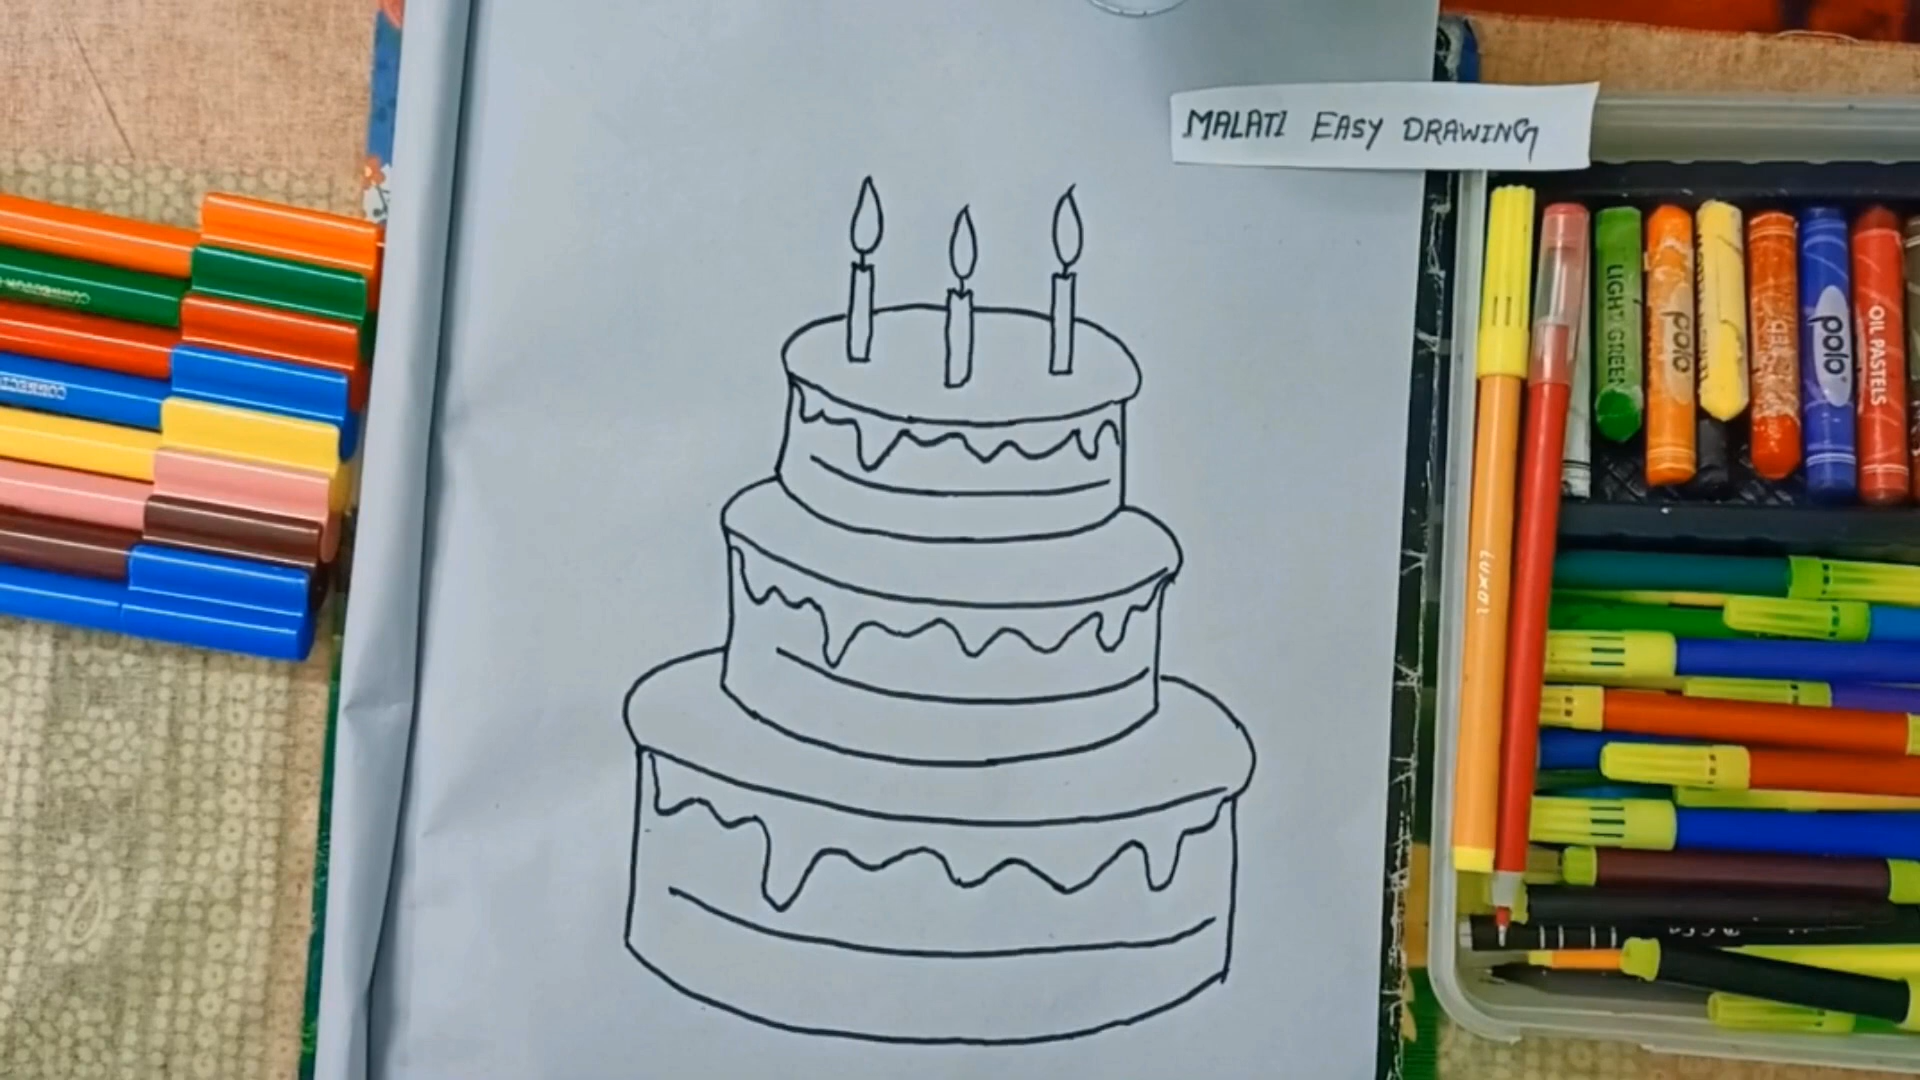 MALATI EASY DRAWING
LIGHT GREEN
polo
polo
OIL PASTELS
Luxor